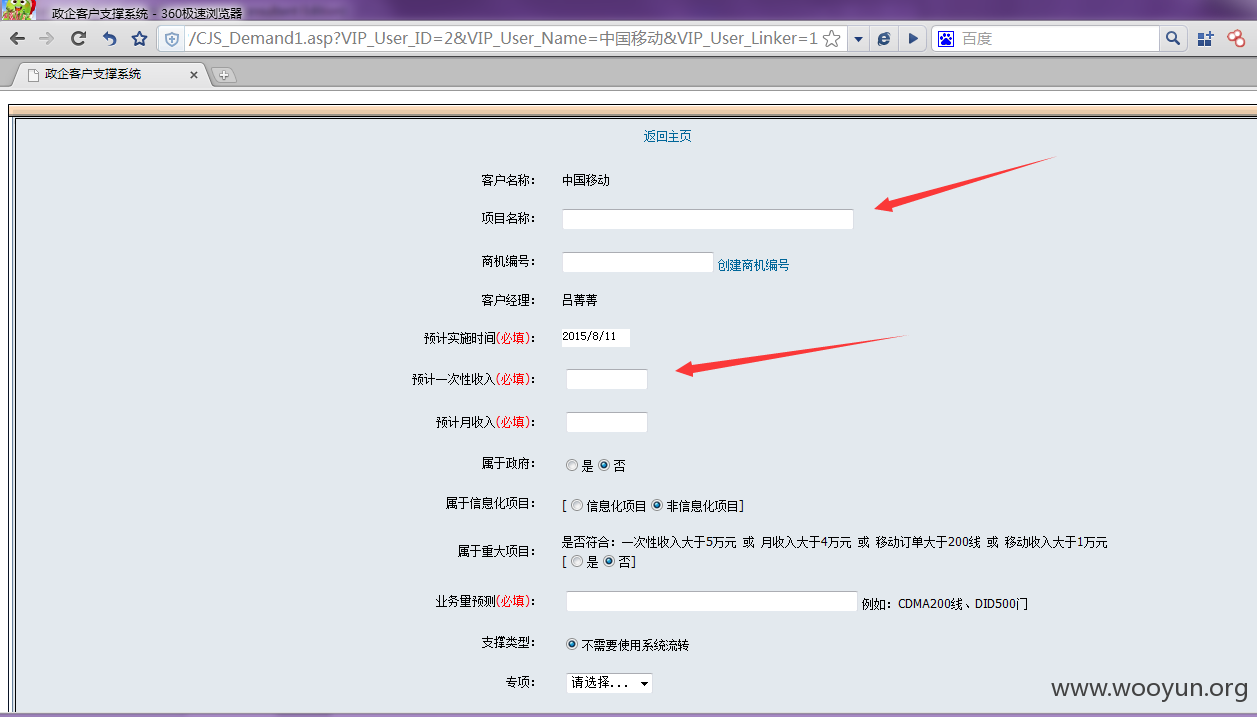 政企客户支撑系统 - 360极速浏览器
/CJS_Demand1.asp?VIP_User_ID=2&VIP_User_Name=中国移动&VIP_User_Linker=1
百度
政企客户支撑系统
返回主页
客户名称: 中国移动
项目名称:
商机编号: 创建商机编号
客户经理: 吕菁菁
预计实施时间(必填): 2015/8/11
预计一次性收入(必填):
预计月收入(必填):
属于政府: 是 否
属于信息化项目: [ 信息化项目 非信息化项目]
属于重大项目: 是否符合: 一次性收入大于5万元 或 月收入大于4万元 或 移动订单大于200线 或 移动收入大于1万元
[ 是 否]
业务量预测(必填): 例如: CDMA200线、DID500门
支撑类型: 不需要使用系统流转
专项: 请选择...
www.wooyun.org